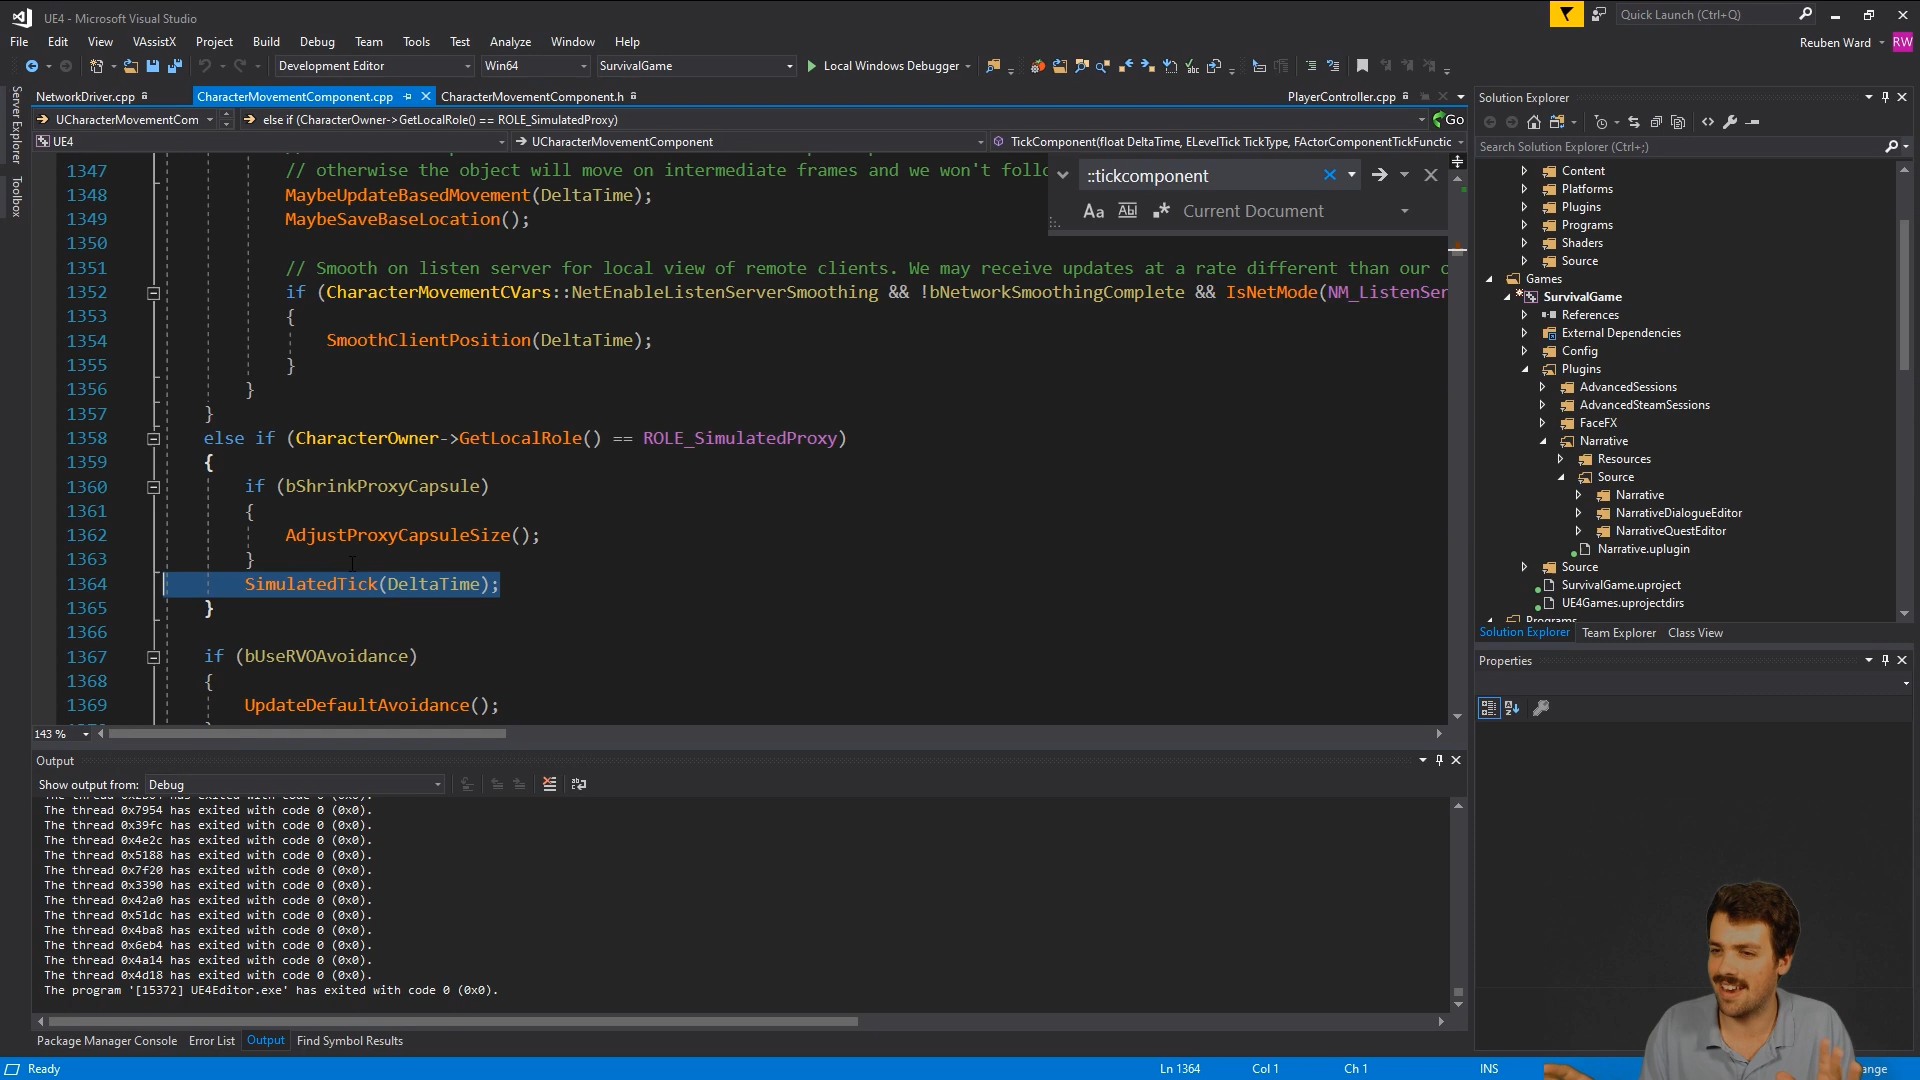 UE4 - Microsoft Visual Studio
Quick Launch (Ctrl+Q)
File Edit View VAssistX Project Build Debug Team Tools Test Analyze Window Help
Reuben Ward RW
Development Editor Win64 SurvivalGame Local Windows Debugger
NetworkDriver.cpp CharacterMovementComponent.cpp CharacterMovementComponent.h PlayerController.cpp
UCharacterMovementCom else if (CharacterOwner->GetLocalRole() == ROLE_SimulatedProxy) Go
UE4 UCharacterMovementComponent TickComponent(float DeltaTime, ELevelTick TickType, FActorComponentTickFunctic
Server Explorer
Toolbox
::tickcomponent
Aa Abl Current Document
1347 // otherwise the object will move on intermediate frames and we won't foll
1348 MaybeUpdateBasedMovement(DeltaTime);
1349 MaybeSaveBaseLocation();
1350
1351 // Smooth on listen server for local view of remote clients. We may receive updates at a rate different than our o
1352 if (CharacterMovementCVars::NetEnableListenServerSmoothing && !bNetworkSmoothingComplete && IsNetMode(NM_ListenSer
1353 {
1354 SmoothClientPosition(DeltaTime);
1355 }
1356 }
1357 }
1358 else if (CharacterOwner->GetLocalRole() == ROLE_SimulatedProxy)
1359 {
1360 if (bShrinkProxyCapsule)
1361 {
1362 AdjustProxyCapsuleSize();
1363 }
1364 SimulatedTick(DeltaTime);
1365 }
1366
1367 if (bUseRVOAvoidance)
1368 {
1369 UpdateDefaultAvoidance();
143 %
Output
Show output from: Debug
The thread 0x7954 has exited with code 0 (0x0).
The thread 0x39fc has exited with code 0 (0x0).
The thread 0x4e2c has exited with code 0 (0x0).
The thread 0x5188 has exited with code 0 (0x0).
The thread 0x7f20 has exited with code 0 (0x0).
The thread 0x3390 has exited with code 0 (0x0).
The thread 0x42a0 has exited with code 0 (0x0).
The thread 0x51dc has exited with code 0 (0x0).
The thread 0x4ba8 has exited with code 0 (0x0).
The thread 0x6eb4 has exited with code 0 (0x0).
The thread 0x4a14 has exited with code 0 (0x0).
The thread 0x4d18 has exited with code 0 (0x0).
The program '[15372] UE4Editor.exe' has exited with code 0 (0x0).
Package Manager Console Error List Output Find Symbol Results
Solution Explorer
Search Solution Explorer (Ctrl+;)
Content
Platforms
Plugins
Programs
Shaders
Source
Games
SurvivalGame
References
External Dependencies
Config
Plugins
AdvancedSessions
AdvancedSteamSessions
FaceFX
Narrative
Resources
Source
Narrative
NarrativeDialogueEditor
NarrativeQuestEditor
Narrative.uplugin
Source
SurvivalGame.uproject
UE4Games.uprojectdirs
Programs
Solution Explorer Team Explorer Class View
Properties
Ready Ln 1364 Col 1 Ch 1 INS